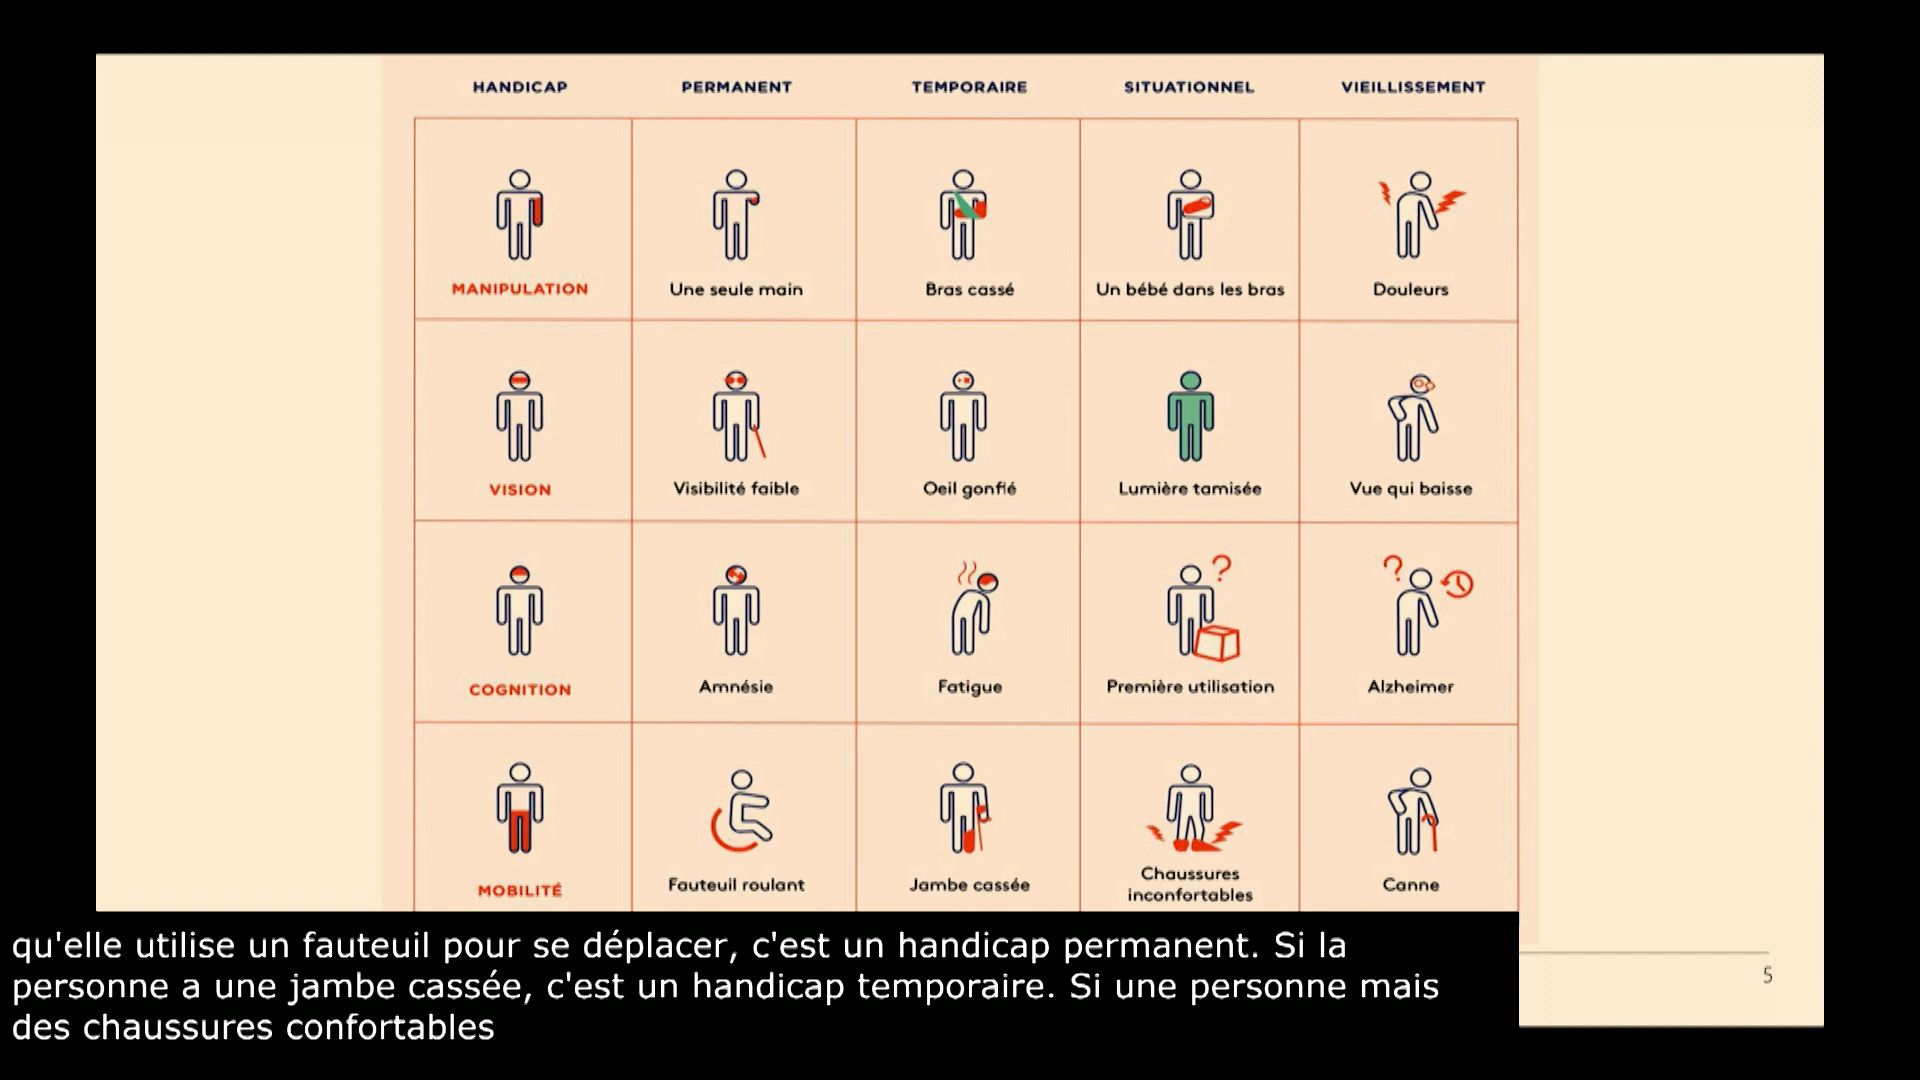 HANDICAP PERMANENT TEMPORAIRE SITUATIONNEL VIEILLISSEMENT
MANIPULATION Une seule main Bras cassé Un bébé dans les bras Douleurs
VISION Visibilité faible Oeil gonflé Lumière tamisée Vue qui baisse
COGNITION Amnésie Fatigue Première utilisation Alzheimer
MOBILITÉ Fauteuil roulant Jambe cassée Chaussures inconfortables Canne
qu'elle utilise un fauteuil pour se déplacer, c'est un handicap permanent. Si la
personne a une jambe cassée, c'est un handicap temporaire. Si une personne mais
des chaussures confortables
5